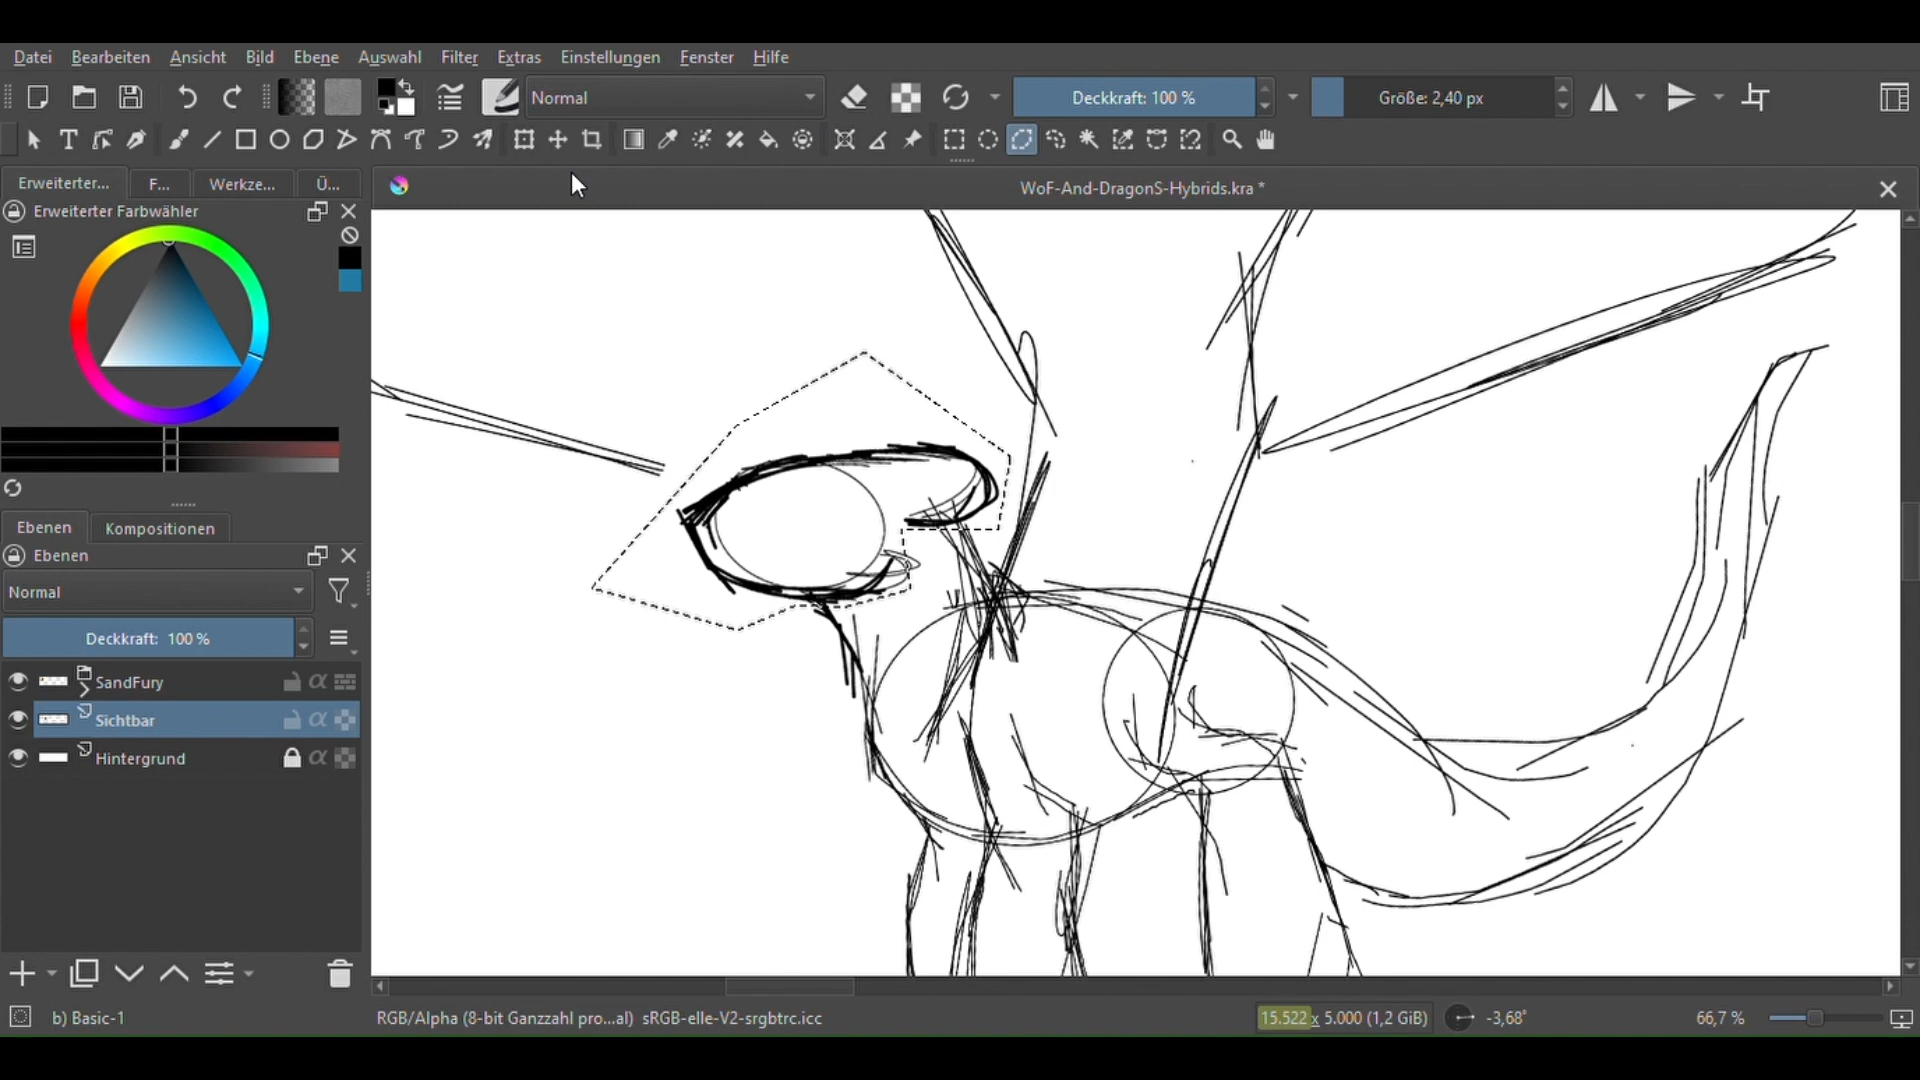 Datei Bearbeiten Ansicht Bild Ebene Auswahl Filter Extras Einstellungen Fenster Hilfe
Normal Deckkraft: 100 % Größe: 2,40 px
Erweiterter... F... Werkze... Ü...
WoF-And-DragonS-Hybrids.kra *
Erweiterter Farbwähler
Ebenen Kompositionen
Ebenen
Normal
Deckkraft: 100 %
SandFury
Sichtbar
Hintergrund
b) Basic-1
RGB/Alpha (8-bit Ganzzahl pro...al) sRGB-elle-V2-srgbtrc.icc
15.522 x 5.000 (1,2 GiB)
-3,68°
66,7 %